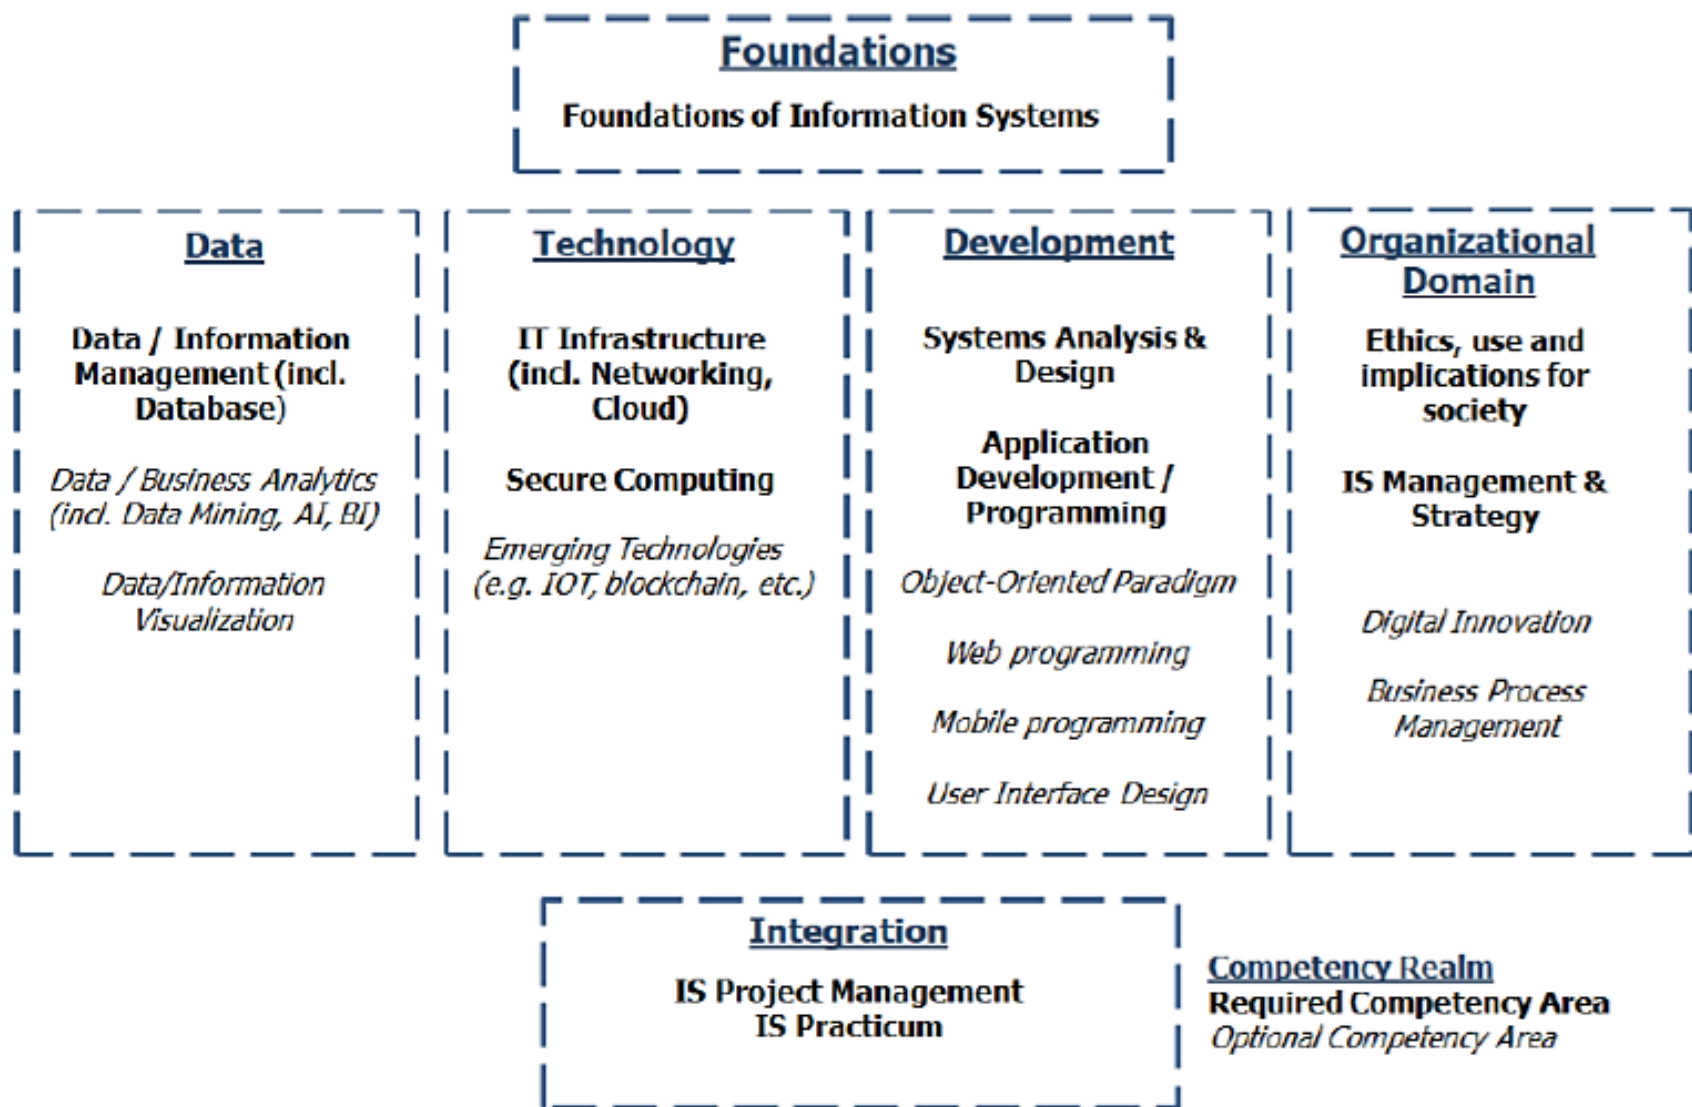 Foundations
Foundations of Information Systems
Data
Data / Information
Management (incl.
Database)
Data / Business Analytics
(incl. Data Mining, AI, BI)
Data/Information
Visualization
Technology
IT Infrastructure
(incl. Networking,
Cloud)
Secure Computing
Emerging Technologies
(e.g. IOT, blockchain, etc.)
Development
Systems Analysis &
Design
Application
Development /
Programming
Object-Oriented Paradigm
Web programming
Mobile programming
User Interface Design
Organizational
Domain
Ethics, use and
implications for
society
IS Management &
Strategy
Digital Innovation
Business Process
Management
Integration
IS Project Management
IS Practicum
Competency Realm
Required Competency Area
Optional Competency Area